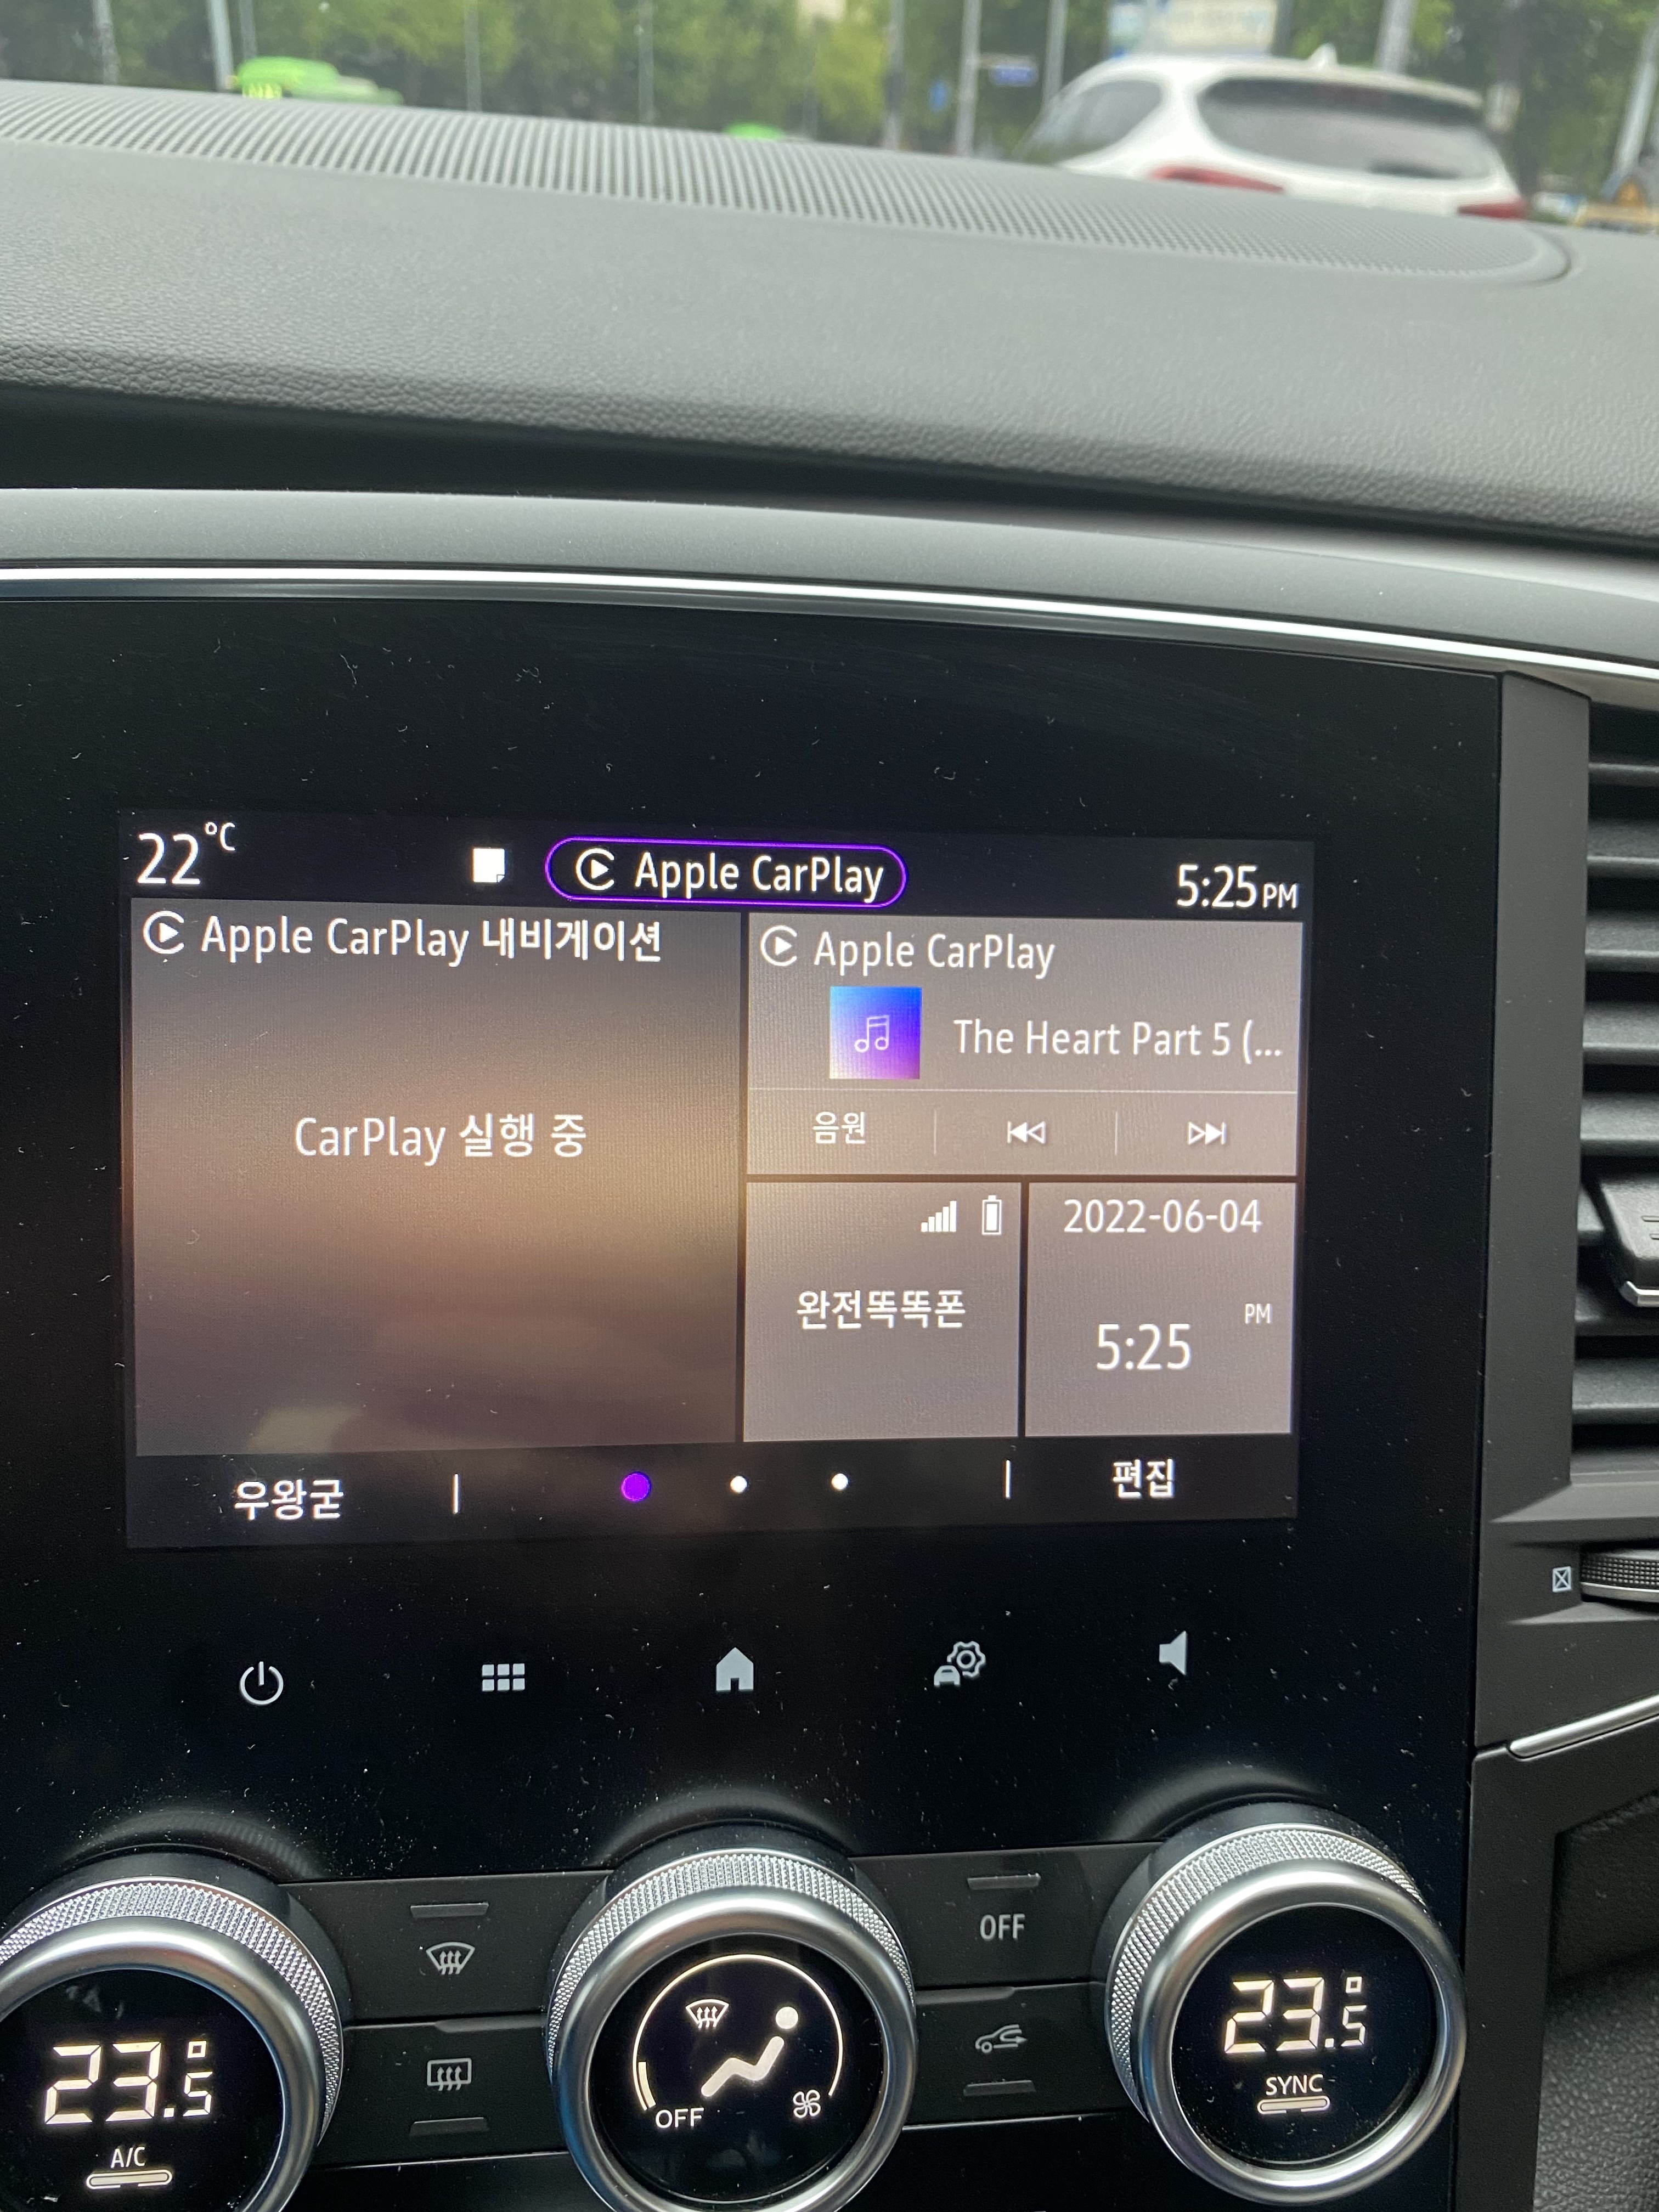 22°C
Apple CarPlay
5:25 PM
Apple CarPlay 내비게이션
CarPlay 실행 중
Apple CarPlay
The Heart Part 5 (...
음원
완전똑똑폰
2022-06-04
PM
5:25
우왕굳
편집
OFF
23.5°
A/C
OFF
23.5°
SYNC